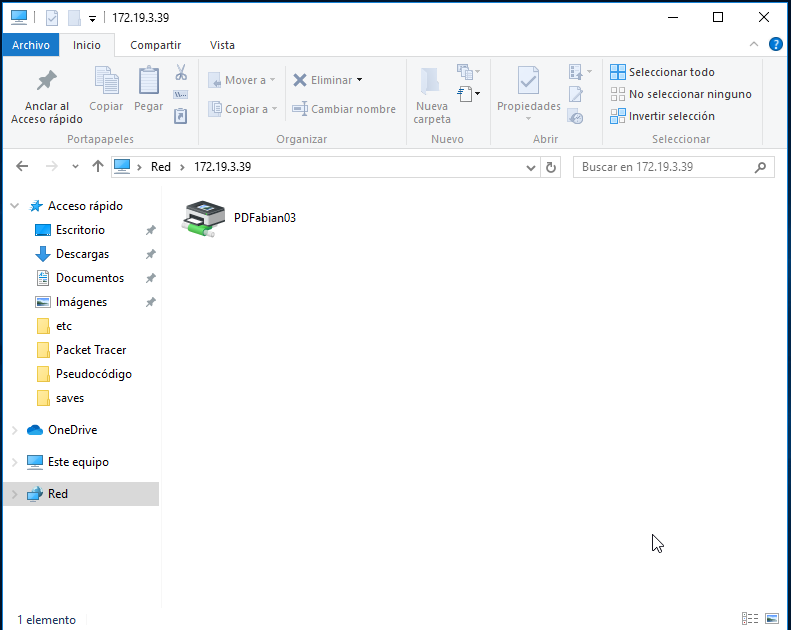 172.19.3.39
Archivo Inicio Compartir Vista
Anclar al Acceso rápido
Copiar
Pegar
Portapapeles
Mover a
Copiar a
Eliminar
Cambiar nombre
Organizar
Nueva carpeta
Nuevo
Propiedades
Abrir
Seleccionar todo
No seleccionar ninguno
Invertir selección
Seleccionar
Red 172.19.3.39
Buscar en 172.19.3.39
Acceso rápido
Escritorio
Descargas
Documentos
Imágenes
etc
Packet Tracer
Pseudocódigo
saves
OneDrive
Este equipo
Red
PDFabian03
1 elemento